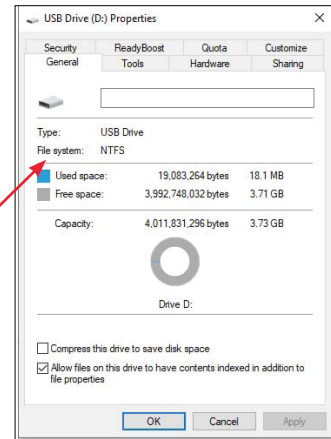 USB Drive (D:) Properties
Security ReadyBoost Quota Customize
General Tools Hardware Sharing
Type: USB Drive
File system: NTFS
Used space: 19,083,264 bytes 18.1 MB
Free space: 3,992,748,032 bytes 3.71 GB
Capacity: 4,011,831,296 bytes 3.73 GB
Drive D:
Compress this drive to save disk space
Allow files on this drive to have contents indexed in addition to
file properties
OK Cancel Apply